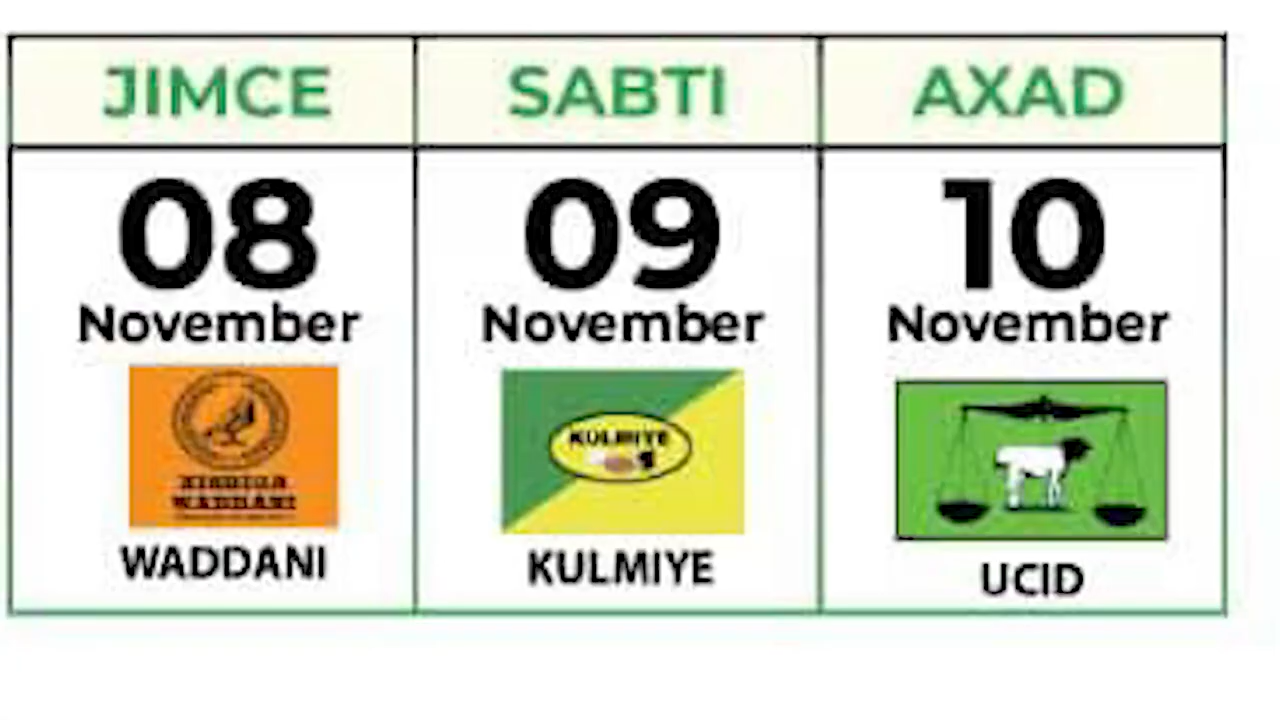 JIMCE
08
November
WADDANI
SABTI
09
November
KULMIYE
KULMIYE
AXAD
10
November
UCID